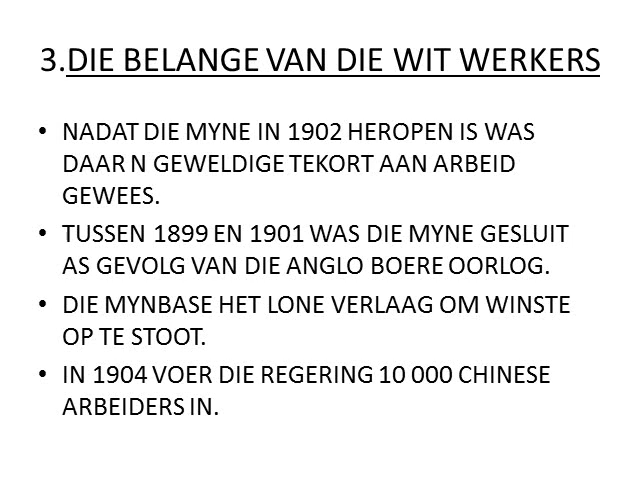 3.DIE BELANGE VAN DIE WIT WERKERS
• NADAT DIE MYNE IN 1902 HEROPEN IS WAS
DAAR N GEWELDIGE TEKORT AAN ARBEID
GEWEES.
• TUSSEN 1899 EN 1901 WAS DIE MYNE GESLUIT
AS GEVOLG VAN DIE ANGLO BOERE OORLOG.
• DIE MYNBASE HET LONE VERLAAG OM WINSTE
OP TE STOOT.
• IN 1904 VOER DIE REGERING 10 000 CHINESE
ARBEIDERS IN.